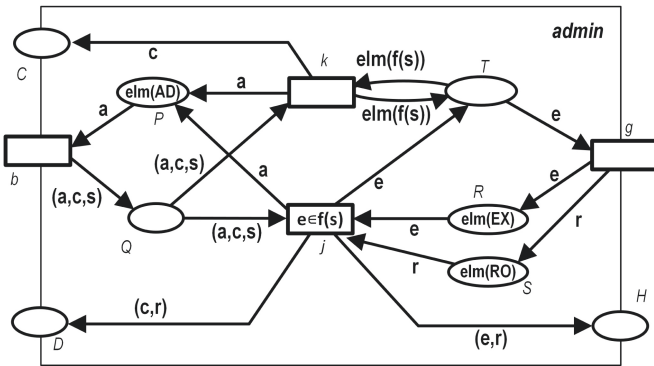 admin
C
c
k
elm(f(s))
T
elm(AD)
P
a
a
elm(f(s))
e
g
b
(a,c,s)
(a,c,s)
a
e
e
R
elm(EX)
r
Q
(a,c,s)
e∈f(s)
j
e
r
elm(RO)
S
D
(c,r)
(e,r)
H